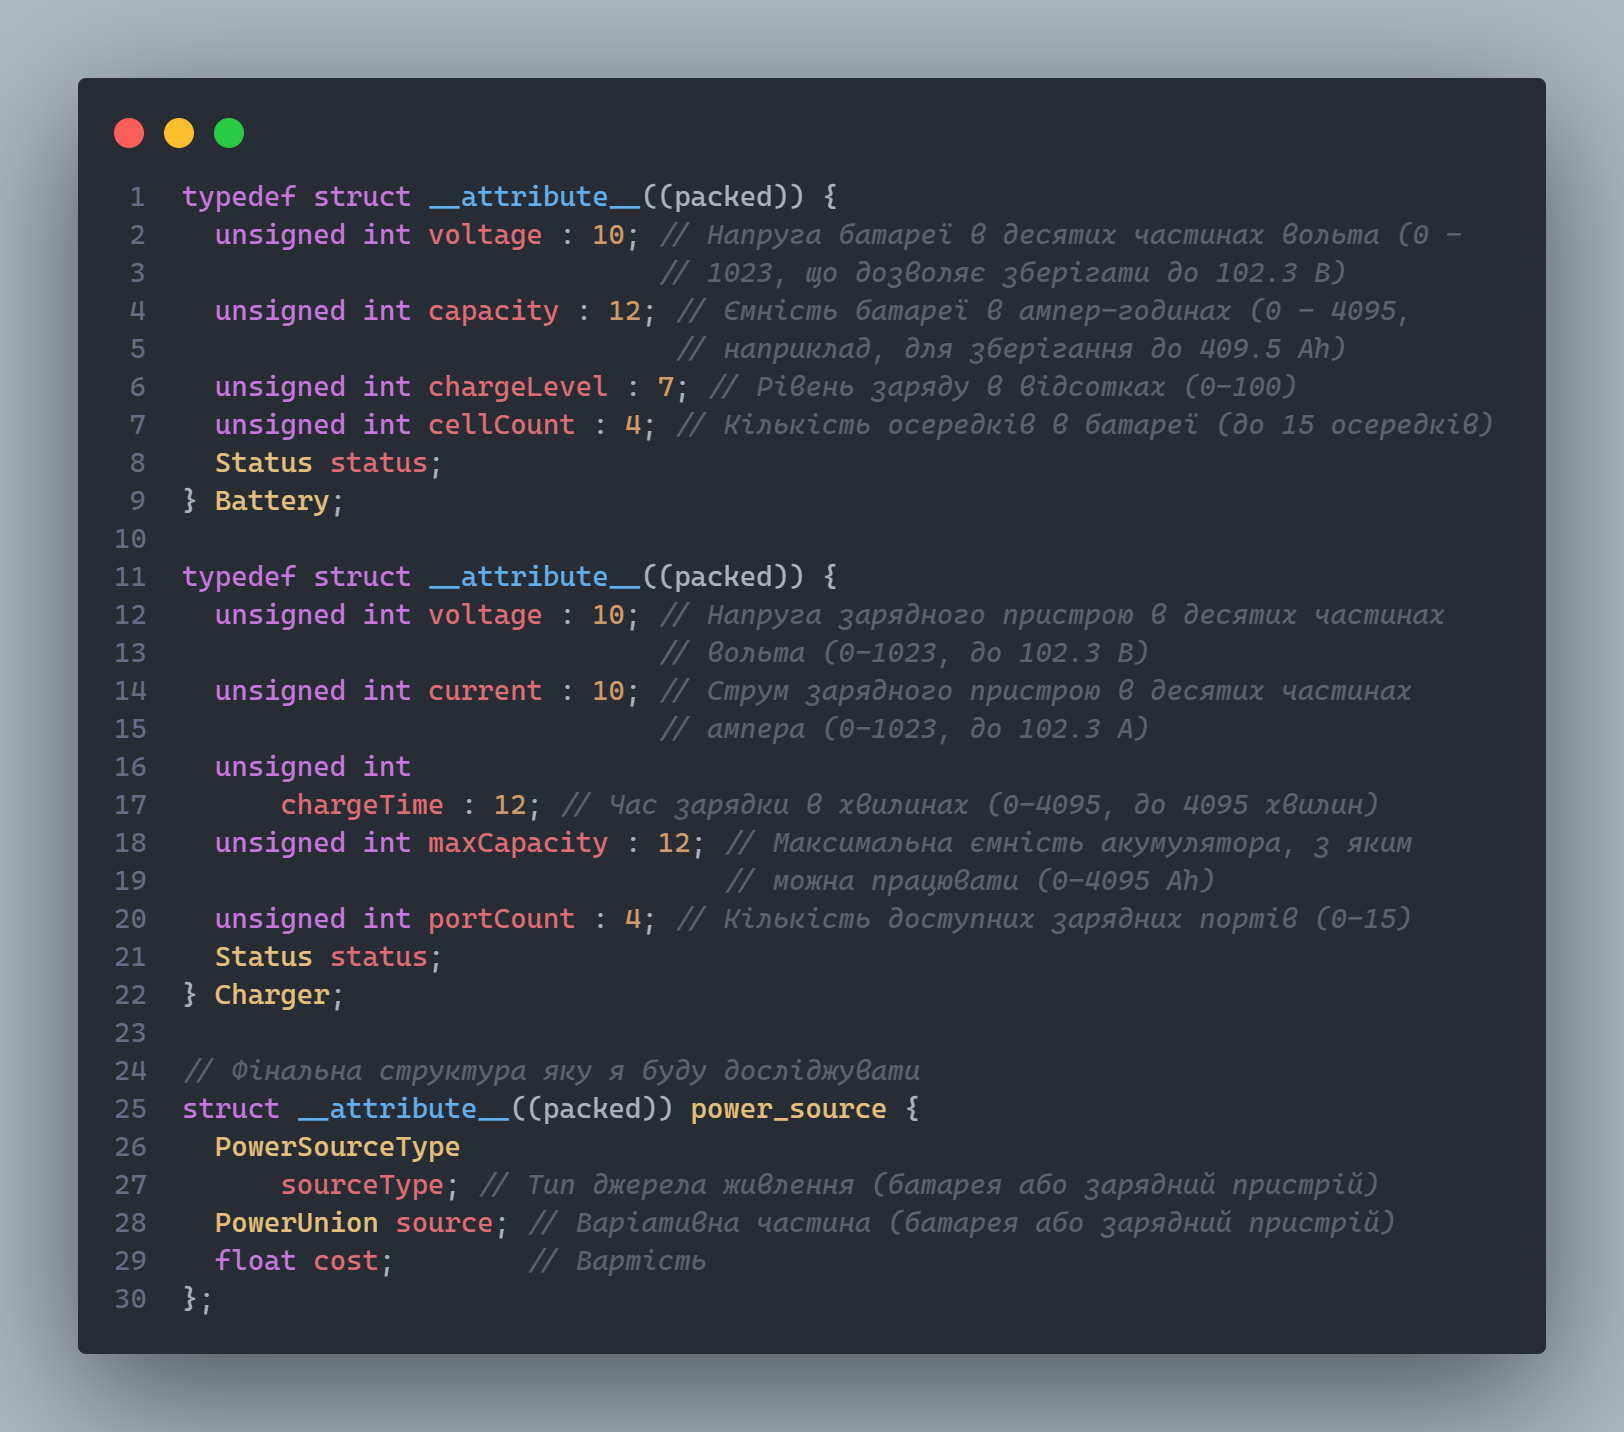 1 typedef struct __attribute__((packed)) {
2 unsigned int voltage : 10; // Напруга батареї в десятих частинах вольта (0 -
3 // 1023, що дозволяє зберігати до 102.3 В)
4 unsigned int capacity : 12; // Ємність батареї в ампер-годинах (0 - 4095,
5 // наприклад, для зберігання до 409.5 Ah)
6 unsigned int chargeLevel : 7; // Рівень заряду в відсотках (0-100)
7 unsigned int cellCount : 4; // Кількість осередків в батареї (до 15 осередків)
8 Status status;
9 } Battery;
10
11 typedef struct __attribute__((packed)) {
12 unsigned int voltage : 10; // Напруга зарядного пристрою в десятих частинах
13 // вольта (0-1023, до 102.3 В)
14 unsigned int current : 10; // Струм зарядного пристрою в десятих частинах
15 // ампера (0-1023, до 102.3 А)
16 unsigned int
17 chargeTime : 12; // Час зарядки в хвилинах (0-4095, до 4095 хвилин)
18 unsigned int maxCapacity : 12; // Максимальна ємність акумулятора, з яким
19 // можна працювати (0-4095 Ah)
20 unsigned int portCount : 4; // Кількість доступних зарядних портів (0-15)
21 Status status;
22 } Charger;
23
24 // Фінальна структура яку я буду досліджувати
25 struct __attribute__((packed)) power_source {
26 PowerSourceType
27 sourceType; // Тип джерела живлення (батарея або зарядний пристрій)
28 PowerUnion source; // Варіативна частина (батарея або зарядний пристрій)
29 float cost; // Вартість
30 };